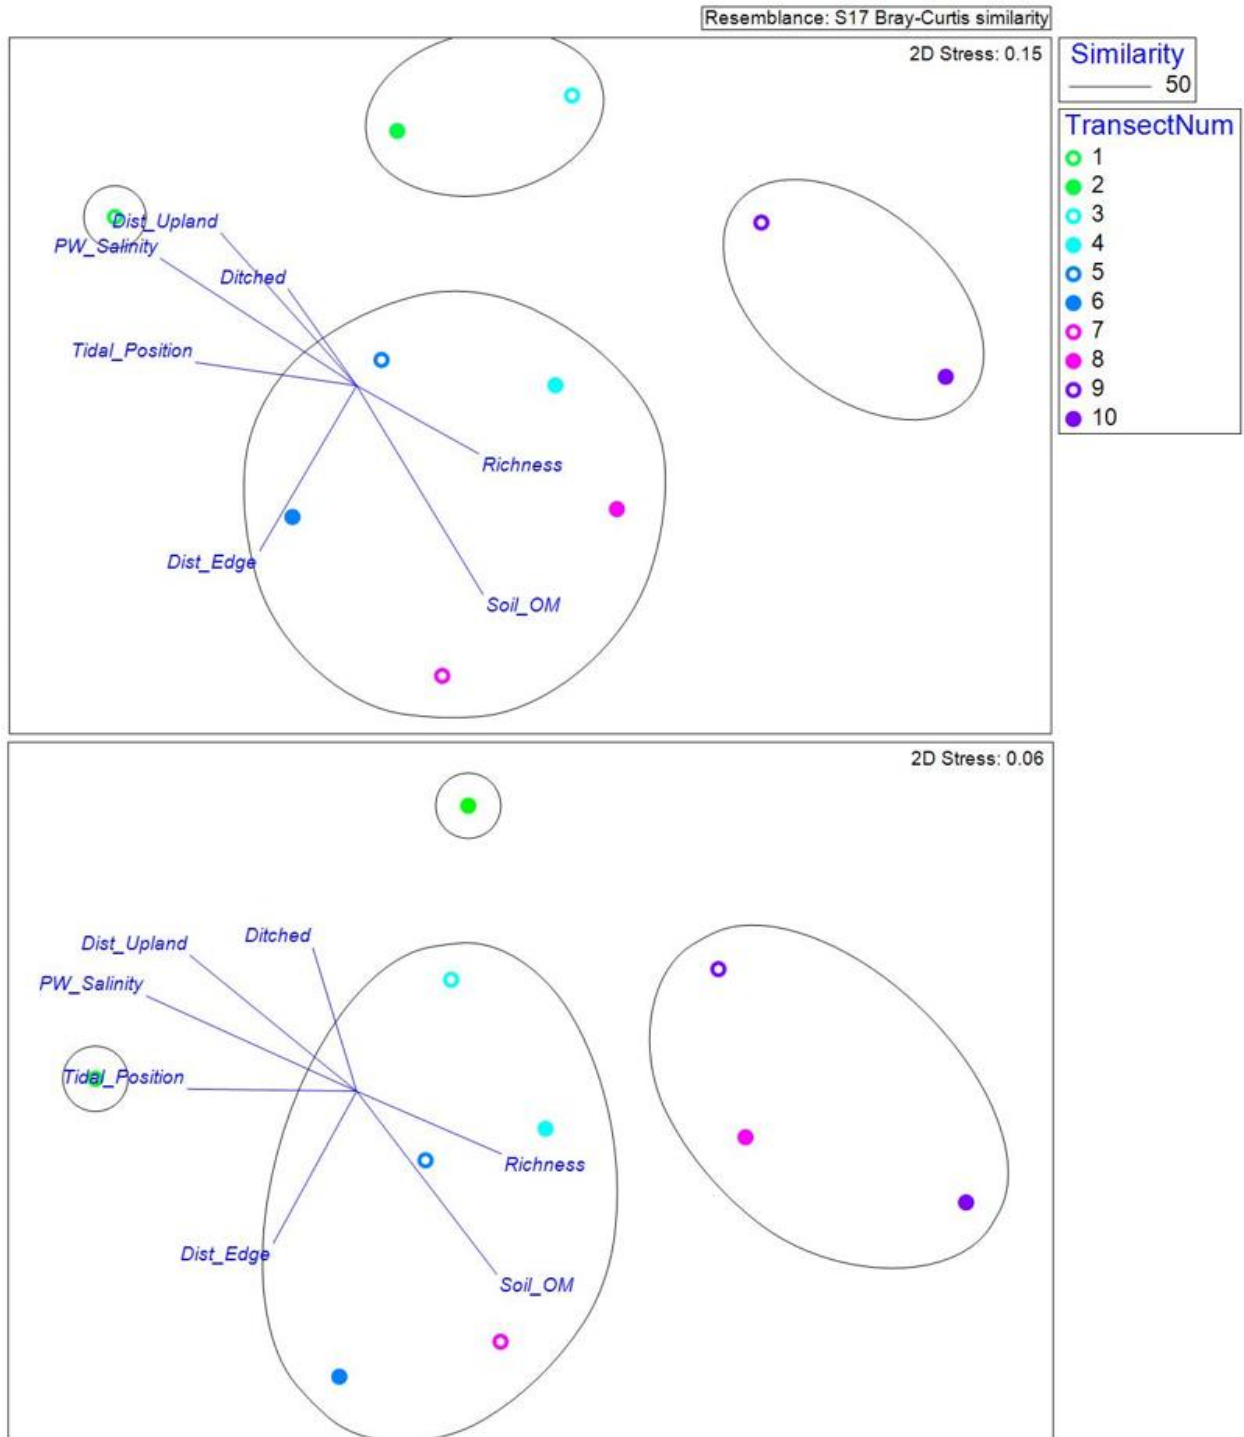 Resemblance: S17 Bray-Curtis similarity
2D Stress: 0.15
Similarity
50
TransectNum
1
2
3
4
5
6
7
8
9
10
Dist_Upland
PW_Salinity
Ditched
Tidal_Position
Richness
Dist_Edge
Soil_OM
2D Stress: 0.06
Ditched
Dist_Upland
PW_Salinity
Tidal_Position
Richness
Dist_Edge
Soil_OM